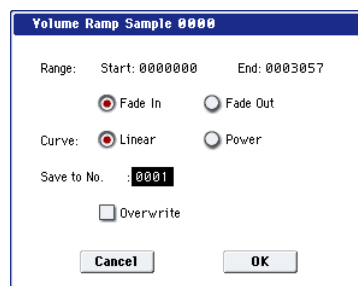 Volume Ramp Sample 0000
Range: Start: 0000000 End: 0003057
Fade In Fade Out
Curve: Linear Power
Save to No. :0001
Overwrite
Cancel OK